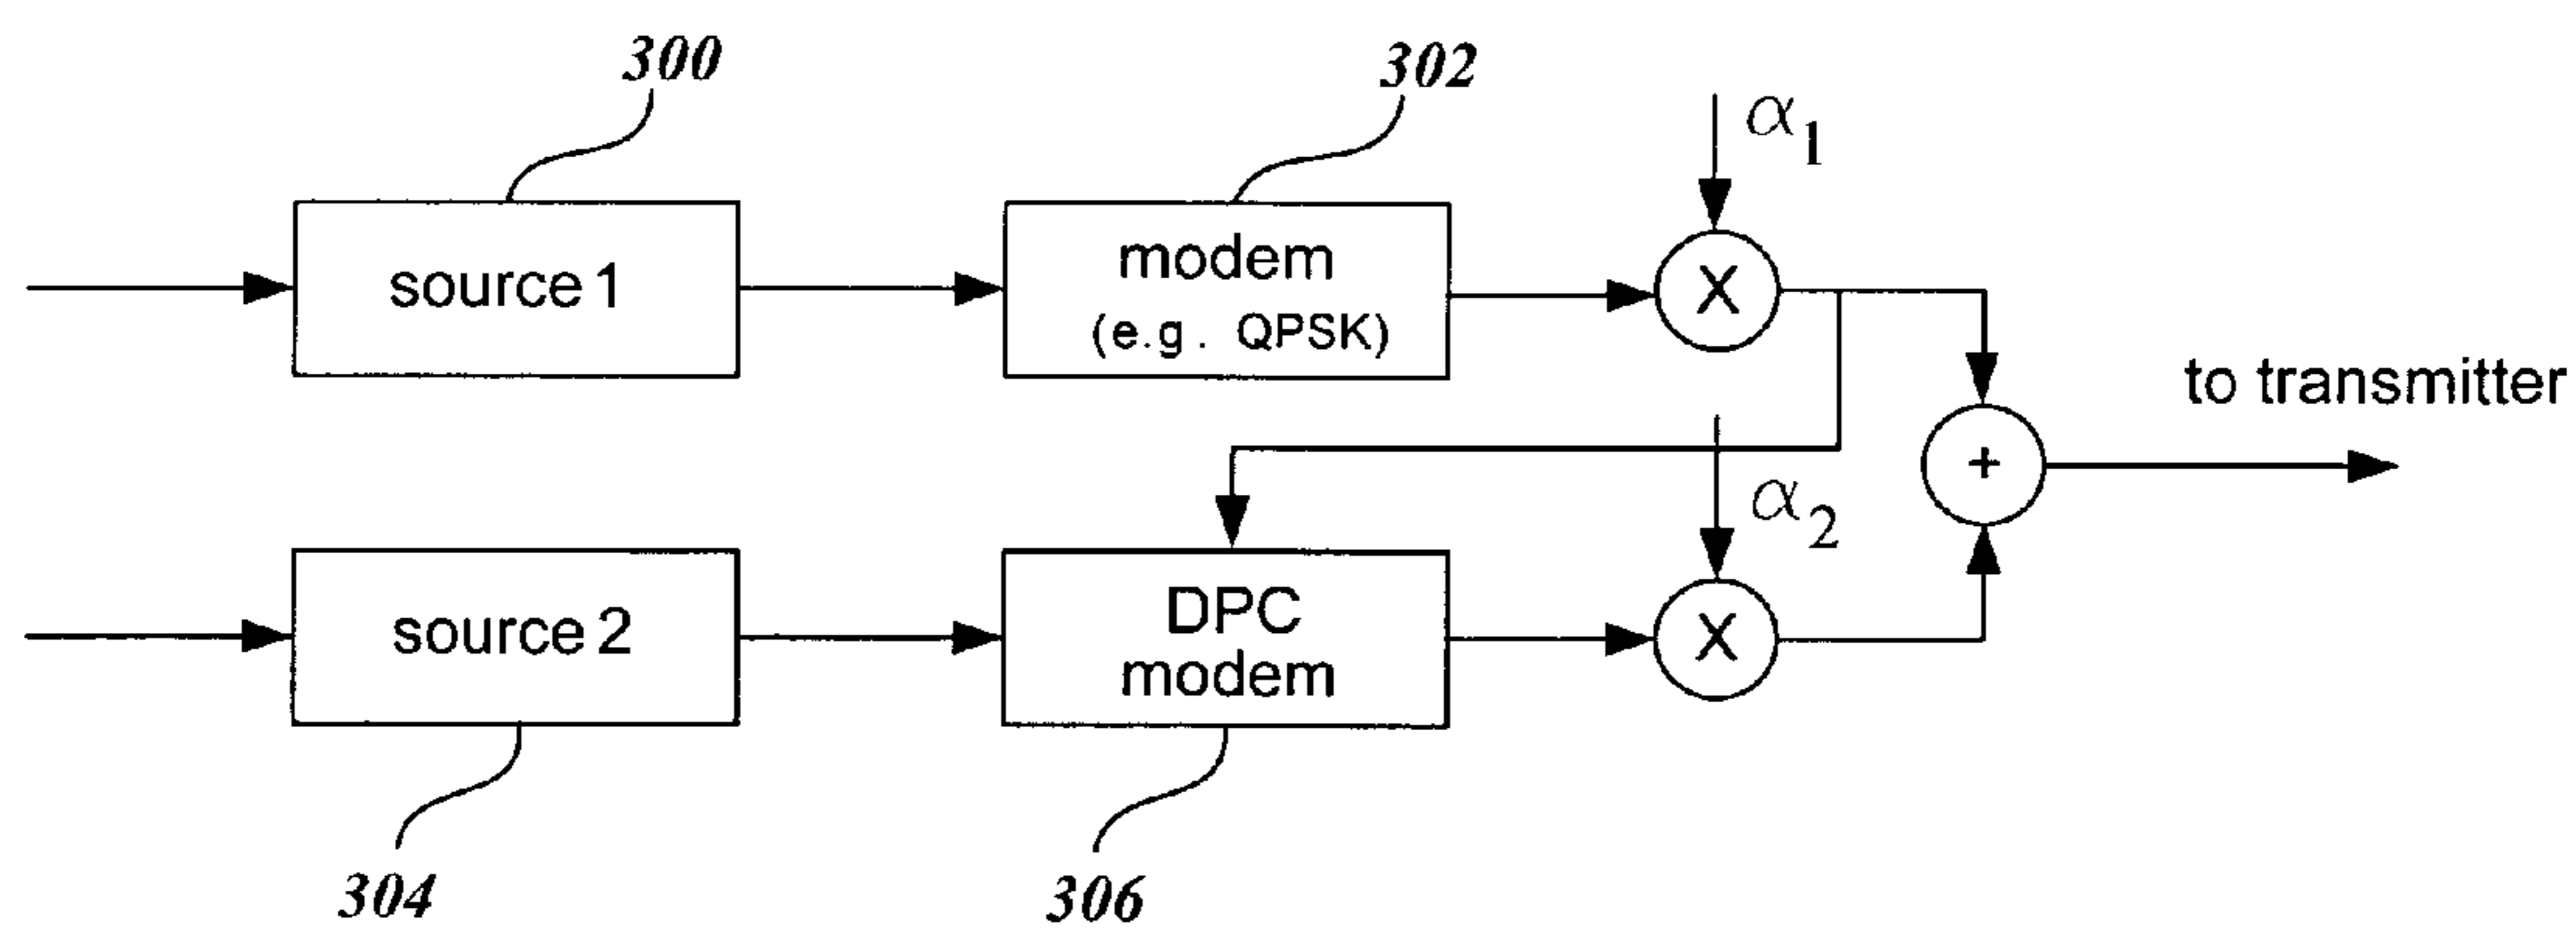 300
302
α1
source 1
modem
(e.g. QPSK)
X
to transmitter
+
α2
source 2
DPC
modem
X
304
306